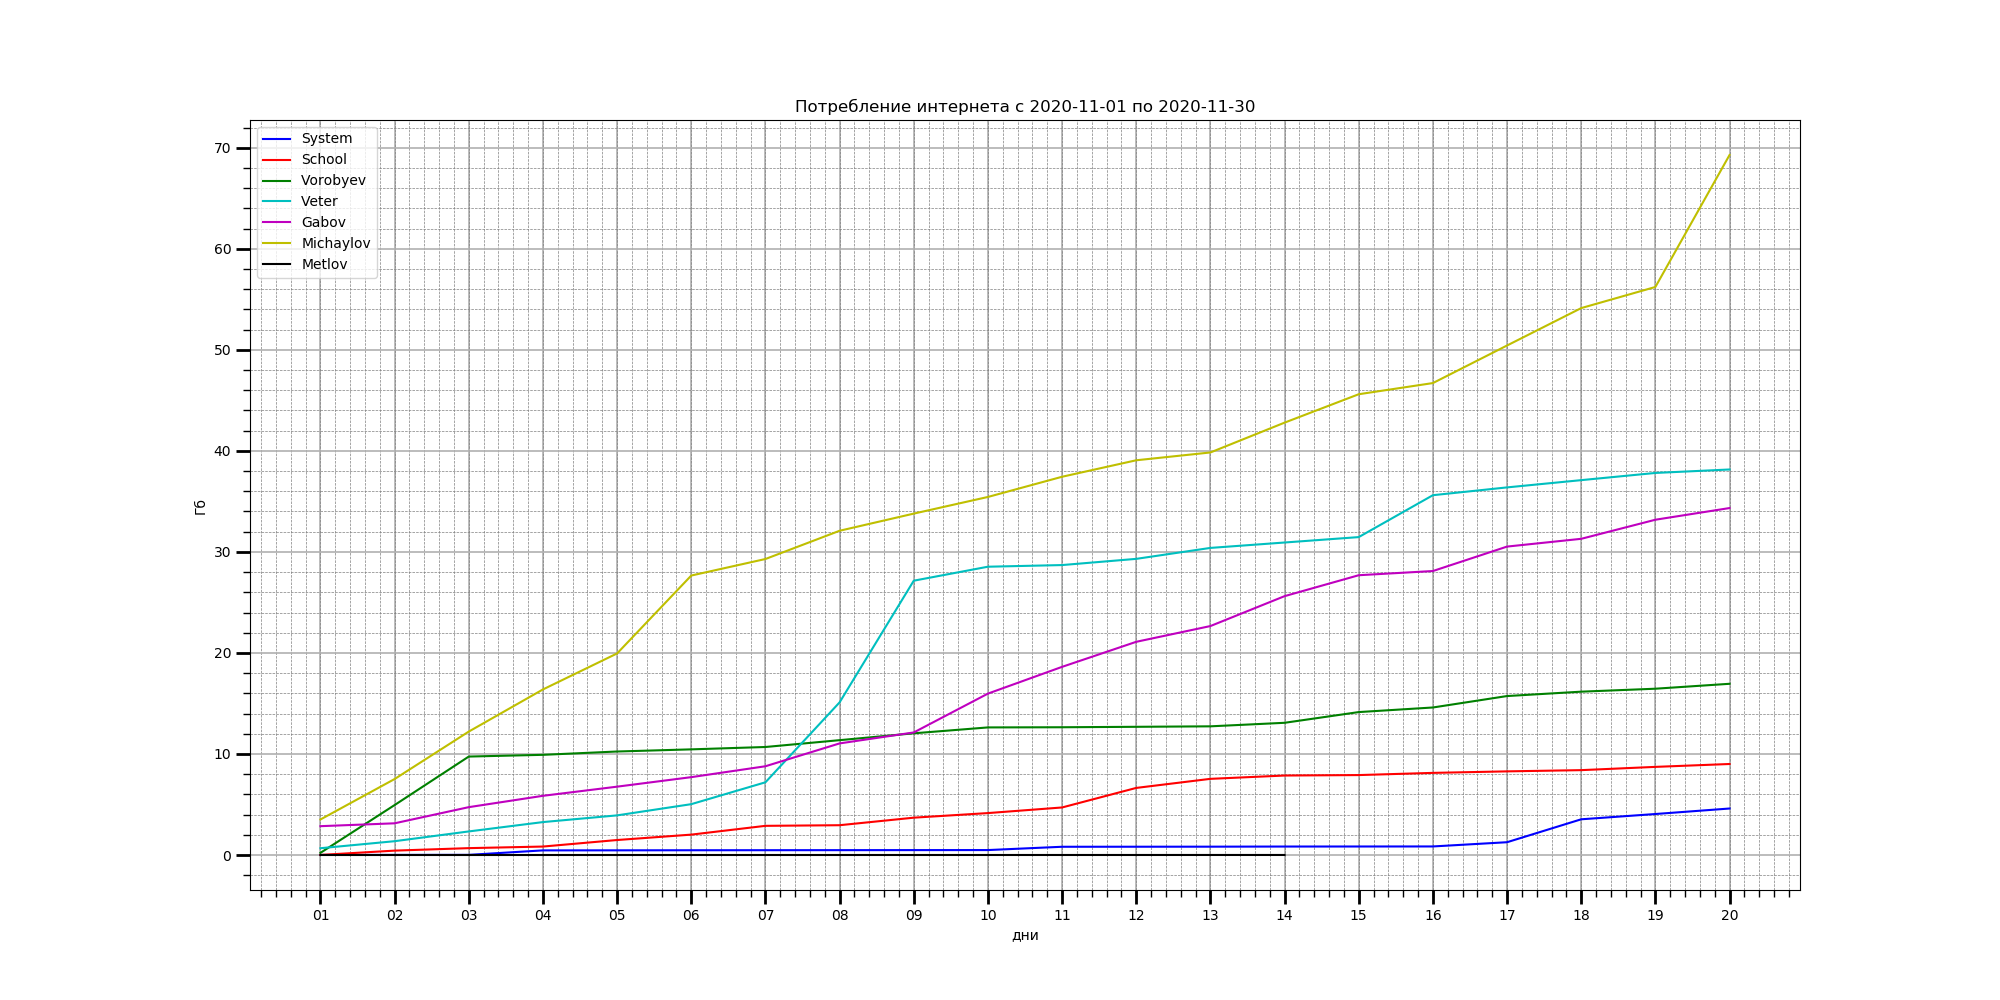 Потребление интернета с 2020-11-01 по 2020-11-30
System
School
Vorobyev
Veter
Gabov
Michaylov
Metlov
70
60
50
40
30
20
10
0
Гб
01 02 03 04 05 06 07 08 09 10 11 12 13 14 15 16 17 18 19 20
дни